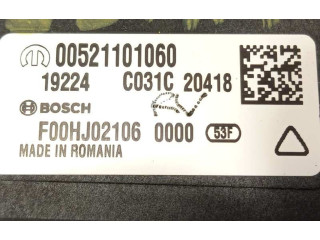 00521101060
19224 C031C 20418
BOSCH
F00HJ02106 0000 53F
MADE IN ROMANIA